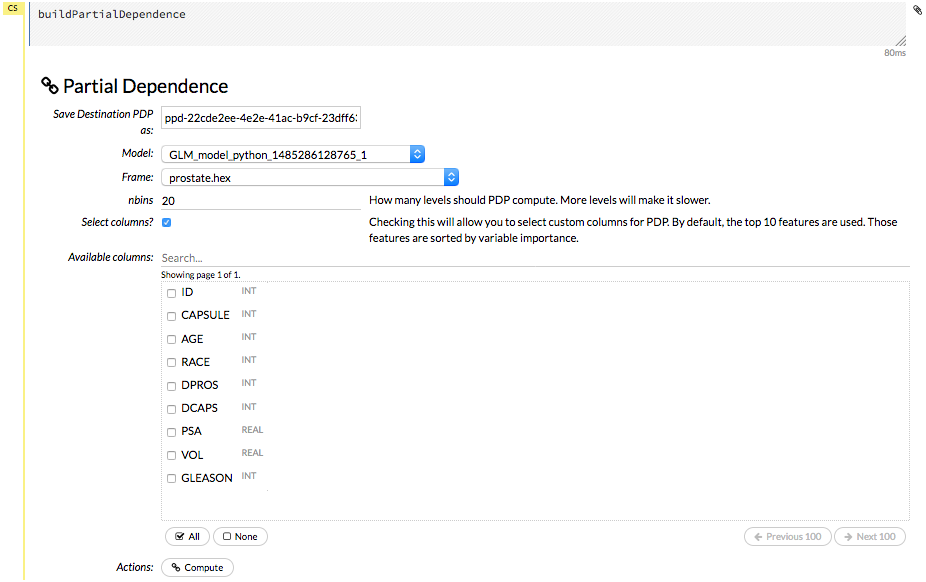 CS
buildPartialDependence
80ms
Partial Dependence
Save Destination PDP
as:
ppd-22cde2ee-4e2e-41ac-b9cf-23dff6
Model:
GLM_model_python_1485286128765_1
Frame:
prostate.hex
nbins
20
How many levels should PDP compute. More levels will make it slower.
Select columns?
Checking this will allow you to select custom columns for PDP. By default, the top 10 features are used. Those
features are sorted by variable importance.
Available columns:
Search...
Showing page 1 of 1.
ID INT
CAPSULE INT
AGE INT
RACE INT
DPROS INT
DCAPS INT
PSA REAL
VOL REAL
GLEASON INT
All
None
Previous 100
Next 100
Actions:
Compute